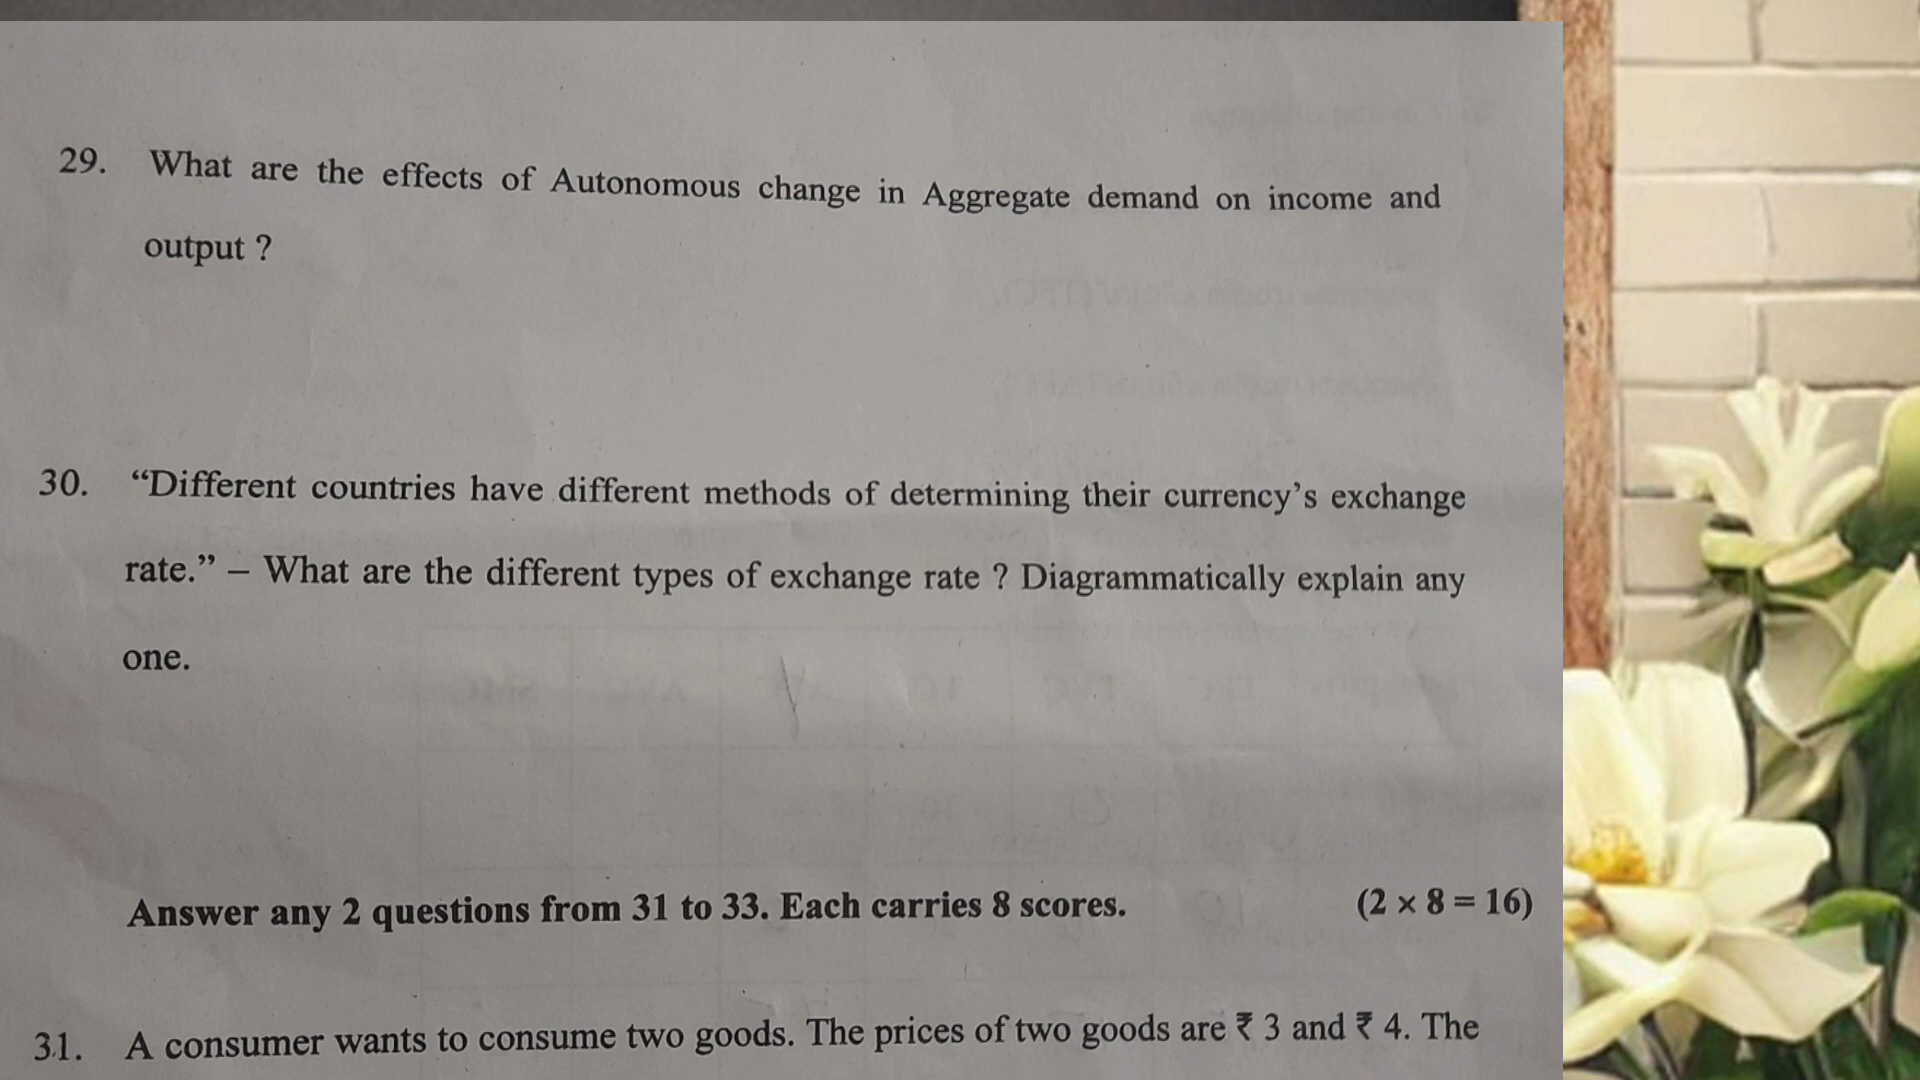 29. What are the effects of Autonomous change in Aggregate demand on income and
output ?
30. “Different countries have different methods of determining their currency’s exchange
rate.” – What are the different types of exchange rate ? Diagrammatically explain any
one.
Answer any 2 questions from 31 to 33. Each carries 8 scores. (2 × 8 = 16)
31. A consumer wants to consume two goods. The prices of two goods are ₹ 3 and ₹ 4. The